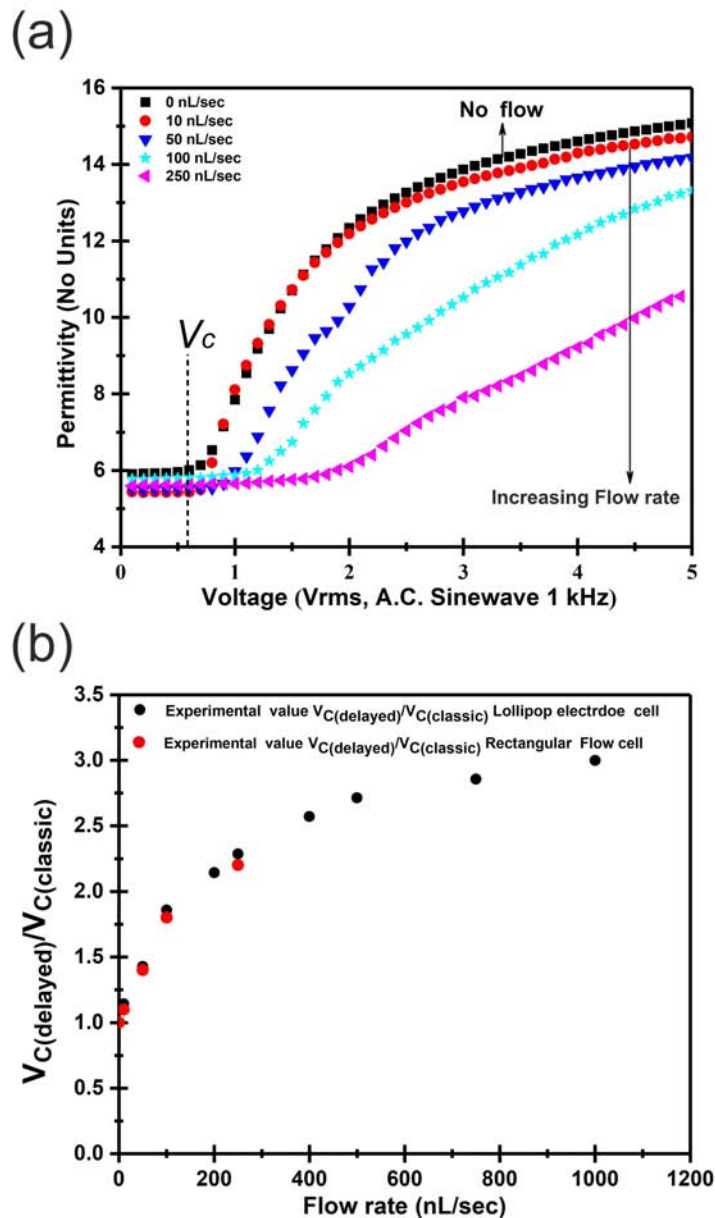 (a)
16
14
12
10
8
6
4
Permittivity (No Units)
0 nL/sec
10 nL/sec
50 nL/sec
100 nL/sec
250 nL/sec
No flow
VC
Increasing Flow rate
0 1 2 3 4 5
Voltage (Vrms, A.C. Sinewave 1 kHz)
(b)
3.5
3.0
2.5
2.0
1.5
1.0
0.5
0.0
VC(delayed)/VC(classic)
Experimental value VC(delayed)/VC(classic) Lollipop electrdoe cell
Experimental value VC(delayed)/VC(classic) Rectangular Flow cell
0 200 400 600 800 1000 1200
Flow rate (nL/sec)